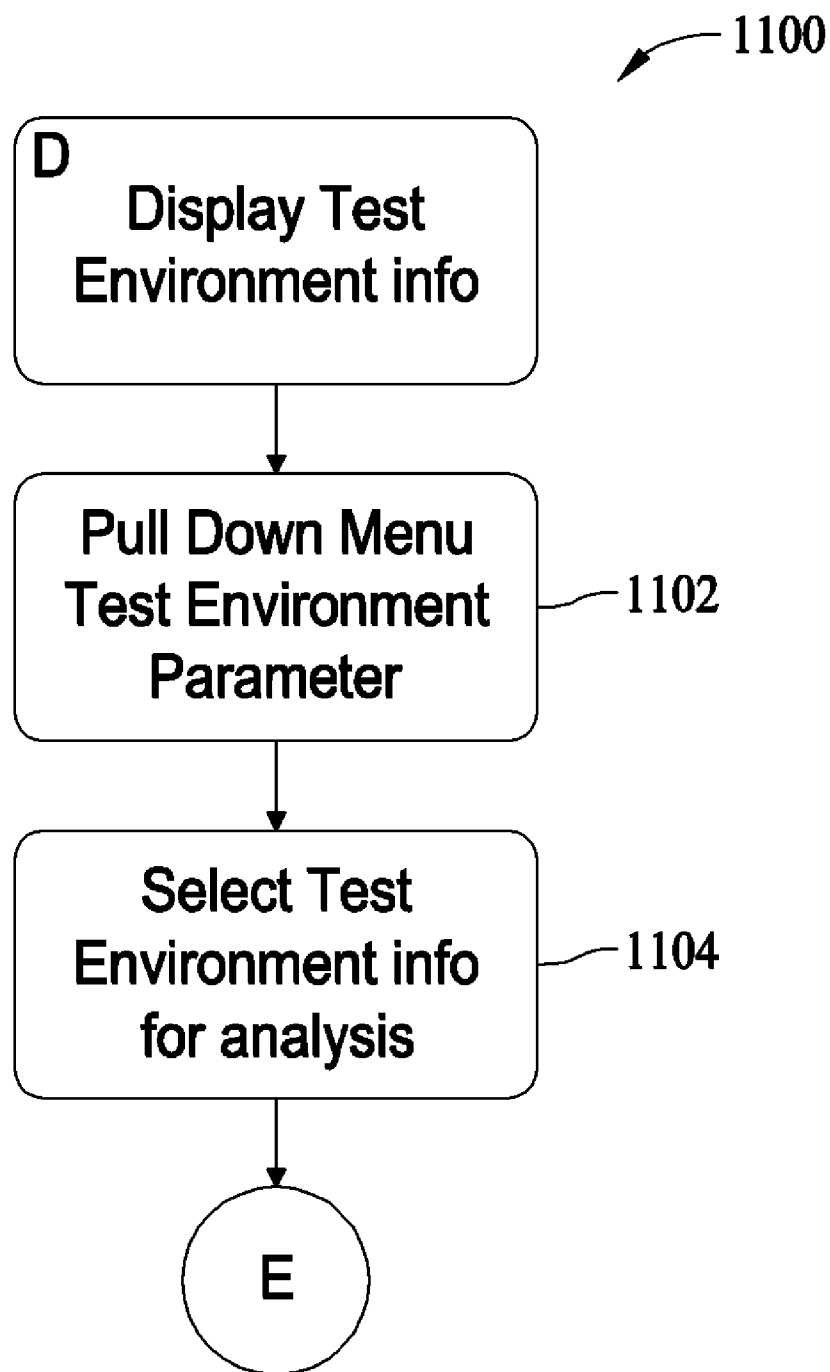 1100
D
Display Test
Environment info
Pull Down Menu
Test Environment
Parameter
1102
Select Test
Environment info
for analysis
1104
E